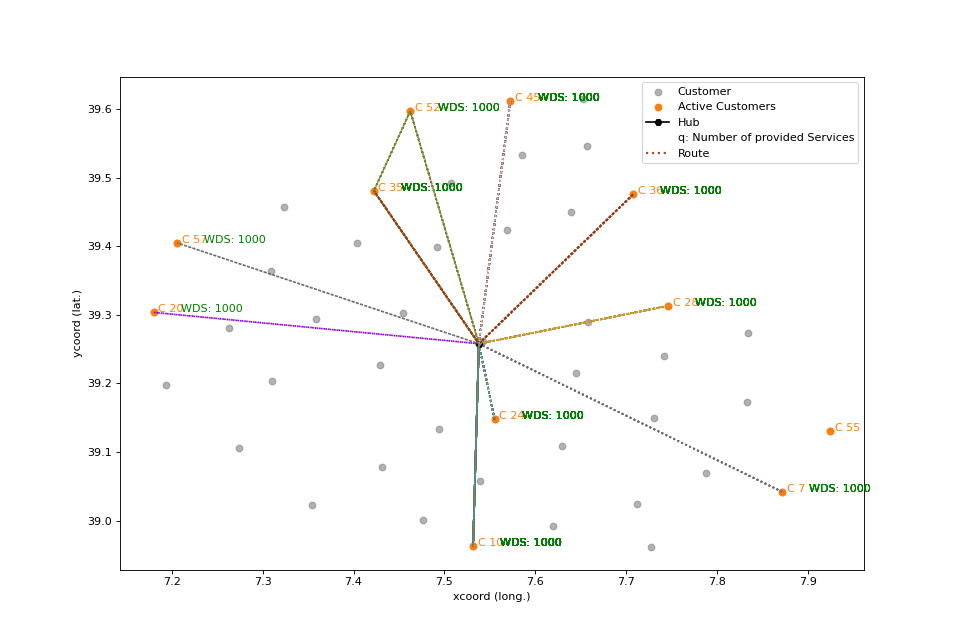 Customer
Active Customers
Hub
q: Number of provided Services
Route
C 52 WDS: 1000
C 45 WDS: 1000
C 35 WDS: 1000
C 36 WDS: 1000
C 57 WDS: 1000
C 20 WDS: 1000
C 28 WDS: 1000
C 24 WDS: 1000
C 55
C 7 WDS: 1000
WDS: 1000
39.6
39.5
39.4
39.3
39.2
39.1
39.0
ycoord (lat.)
7.2
7.3
7.4
7.5
7.6
7.7
7.8
7.9
xcoord (long.)